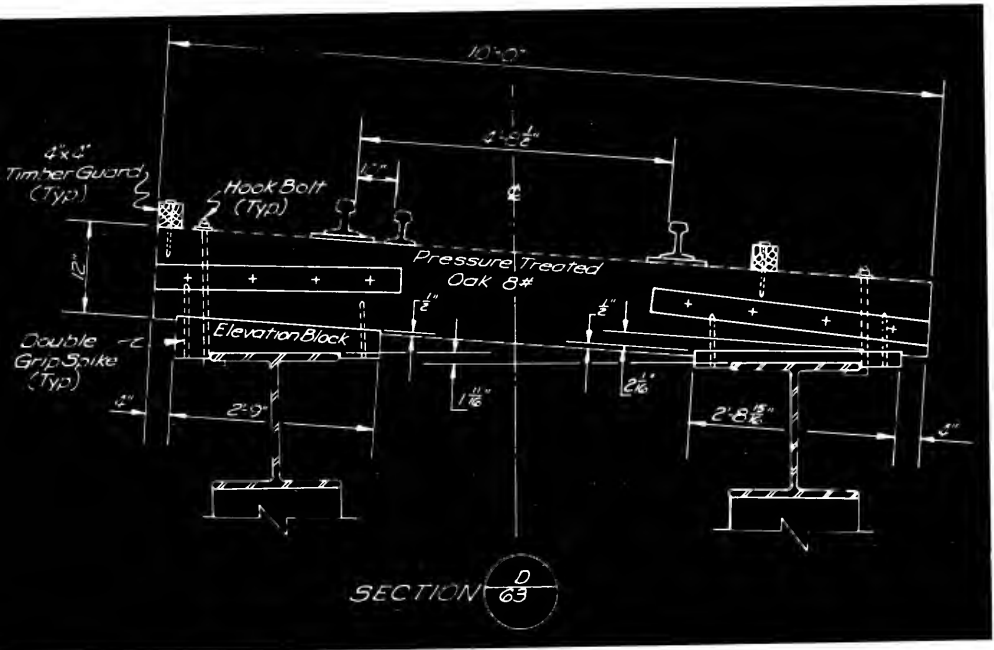 10'-0"
4'-8½"
4"x4"
Timber Guard
(Typ.)
Hook Bolt
(Typ.)
℄
12"
Pressure Treated
Oak 8#
½"
½"
Elevation Block
Double
Grip Spike
(Typ.)
1 11/16"
2 1/16"
4"
2'-9"
2'-8 15/16"
4"
SECTION D
63